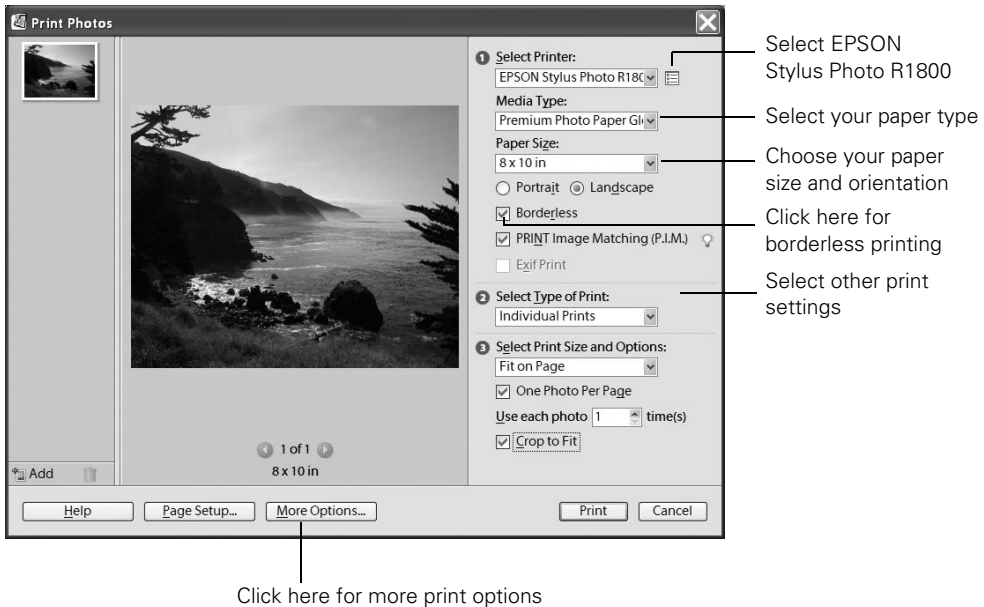 Print Photos
1 Select Printer:
EPSON Stylus Photo R180
Media Type:
Premium Photo Paper Gl
Paper Size:
8 x 10 in
Portrait Landscape
Borderless
PRINT Image Matching (P.I.M.)
Exif Print
2 Select Type of Print:
Individual Prints
3 Select Print Size and Options:
Fit on Page
One Photo Per Page
Use each photo 1 time(s)
Crop to Fit
1 of 1
8 x 10 in
Add
Help Page Setup... More Options... Print Cancel
Select EPSON
Stylus Photo R1800
Select your paper type
Choose your paper
size and orientation
Click here for
borderless printing
Select other print
settings
Click here for more print options